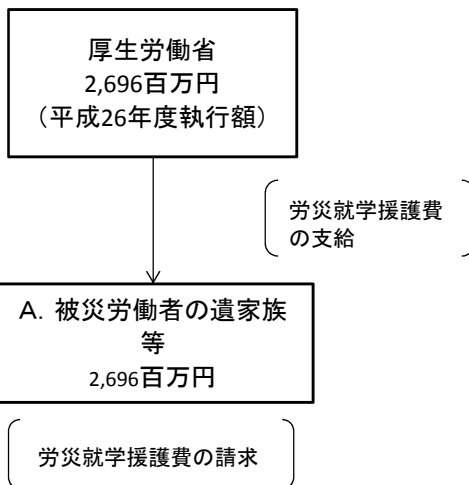 厚生労働省
2,696百万円
（平成26年度執行額）
労災就学援護費
の支給
A．被災労働者の遺家族
等
2,696百万円
労災就学援護費の請求